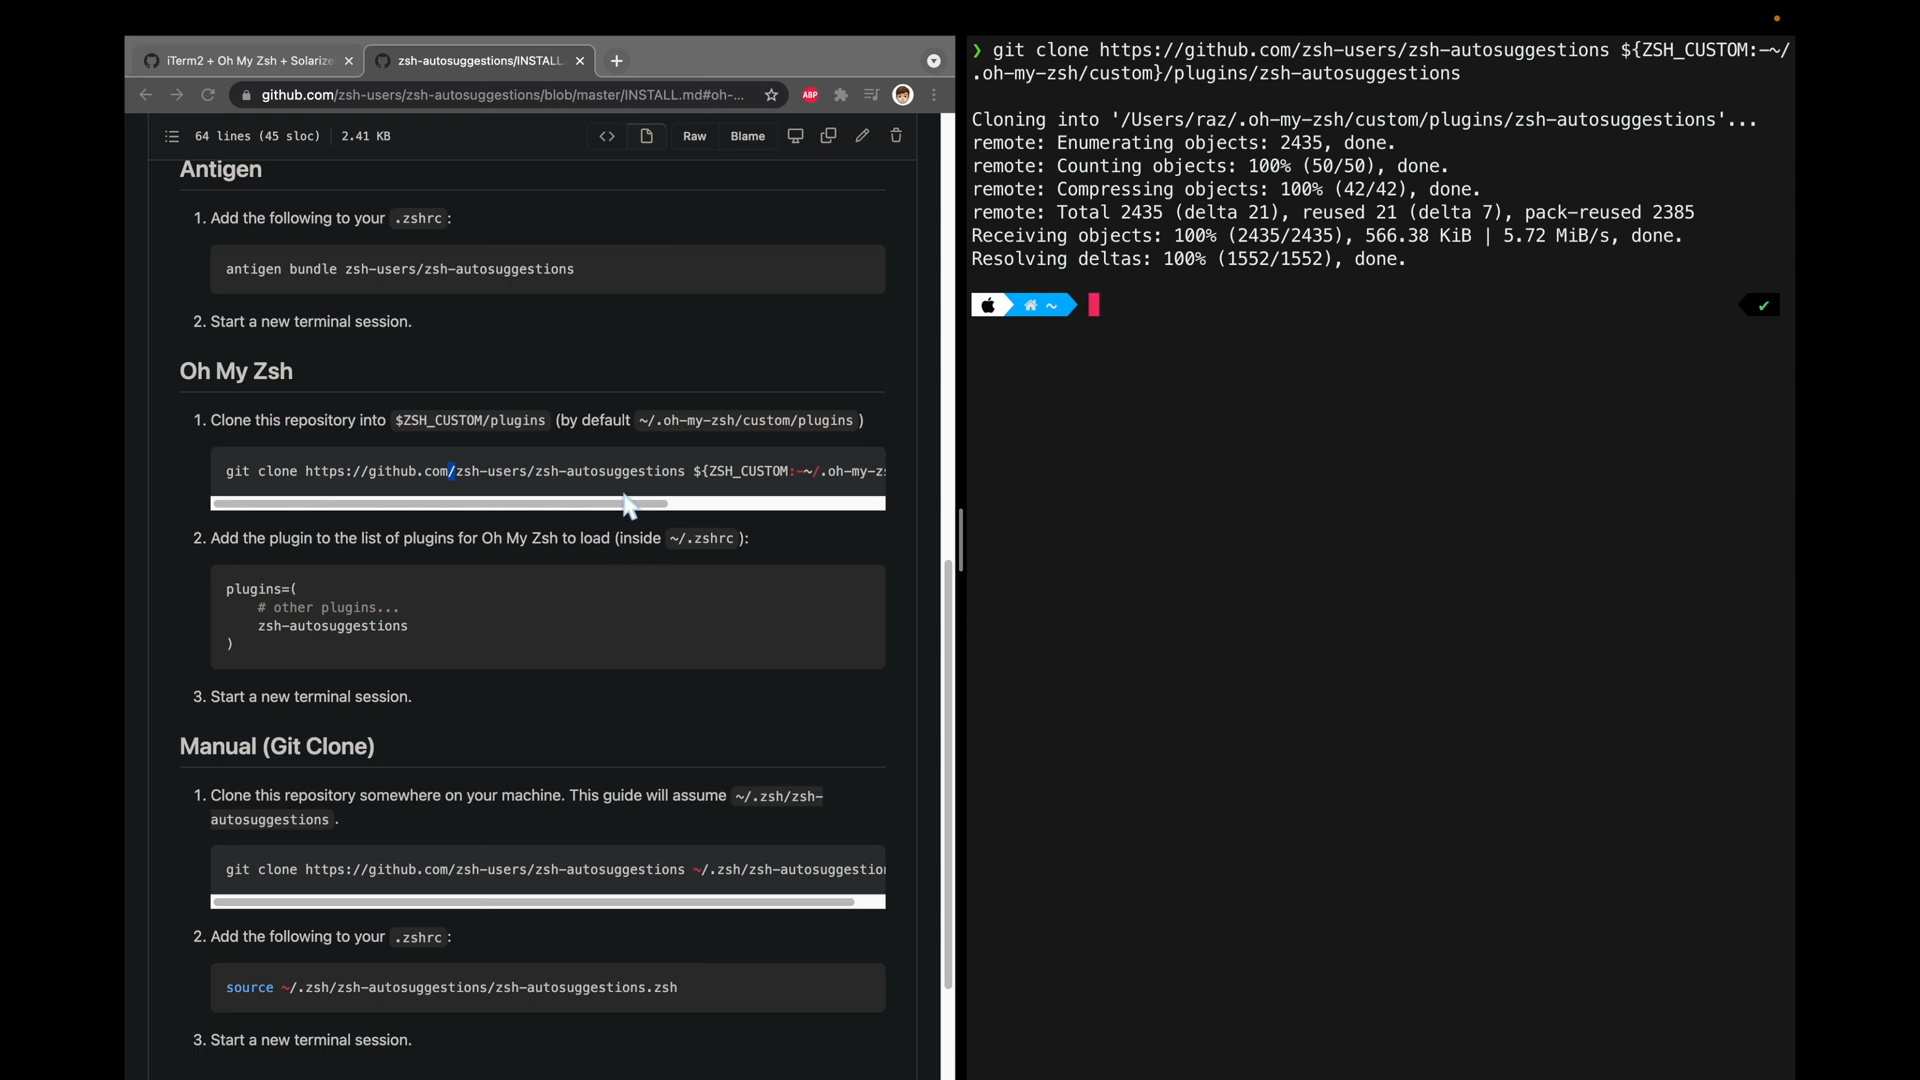 iTerm2 + Oh My Zsh + Solarize
zsh-autosuggestions/INSTALL.
github.com/zsh-users/zsh-autosuggestions/blob/master/INSTALL.md#oh-...
ABP
64 lines (45 sloc) 2.41 KB
Raw Blame
Antigen
1. Add the following to your .zshrc :
antigen bundle zsh-users/zsh-autosuggestions
2. Start a new terminal session.
Oh My Zsh
1. Clone this repository into $ZSH_CUSTOM/plugins (by default ~/.oh-my-zsh/custom/plugins )
git clone https://github.com/zsh-users/zsh-autosuggestions ${ZSH_CUSTOM:-~/.oh-my-zs
2. Add the plugin to the list of plugins for Oh My Zsh to load (inside ~/.zshrc ):
plugins=(
# other plugins...
zsh-autosuggestions
)
3. Start a new terminal session.
Manual (Git Clone)
1. Clone this repository somewhere on your machine. This guide will assume ~/.zsh/zsh-
autosuggestions .
git clone https://github.com/zsh-users/zsh-autosuggestions ~/.zsh/zsh-autosuggestion
2. Add the following to your .zshrc :
source ~/.zsh/zsh-autosuggestions/zsh-autosuggestions.zsh
3. Start a new terminal session.
❯ git clone https://github.com/zsh-users/zsh-autosuggestions ${ZSH_CUSTOM:-~/
.oh-my-zsh/custom}/plugins/zsh-autosuggestions
Cloning into '/Users/raz/.oh-my-zsh/custom/plugins/zsh-autosuggestions'...
remote: Enumerating objects: 2435, done.
remote: Counting objects: 100% (50/50), done.
remote: Compressing objects: 100% (42/42), done.
remote: Total 2435 (delta 21), reused 21 (delta 7), pack-reused 2385
Receiving objects: 100% (2435/2435), 566.38 KiB | 5.72 MiB/s, done.
Resolving deltas: 100% (1552/1552), done.
~ ✔